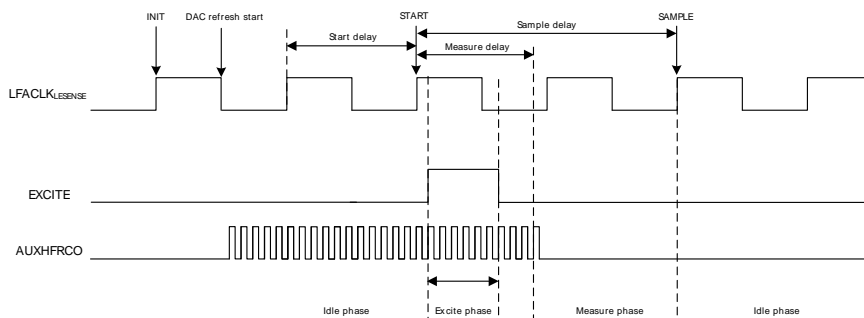 INIT
DAC refresh start
START
SAMPLE
Start delay
Sample delay
Measure delay
LFACLKLESENSE
EXCITE
AUXHFRCO
Idle phase
Excite phase
Measure phase
Idle phase